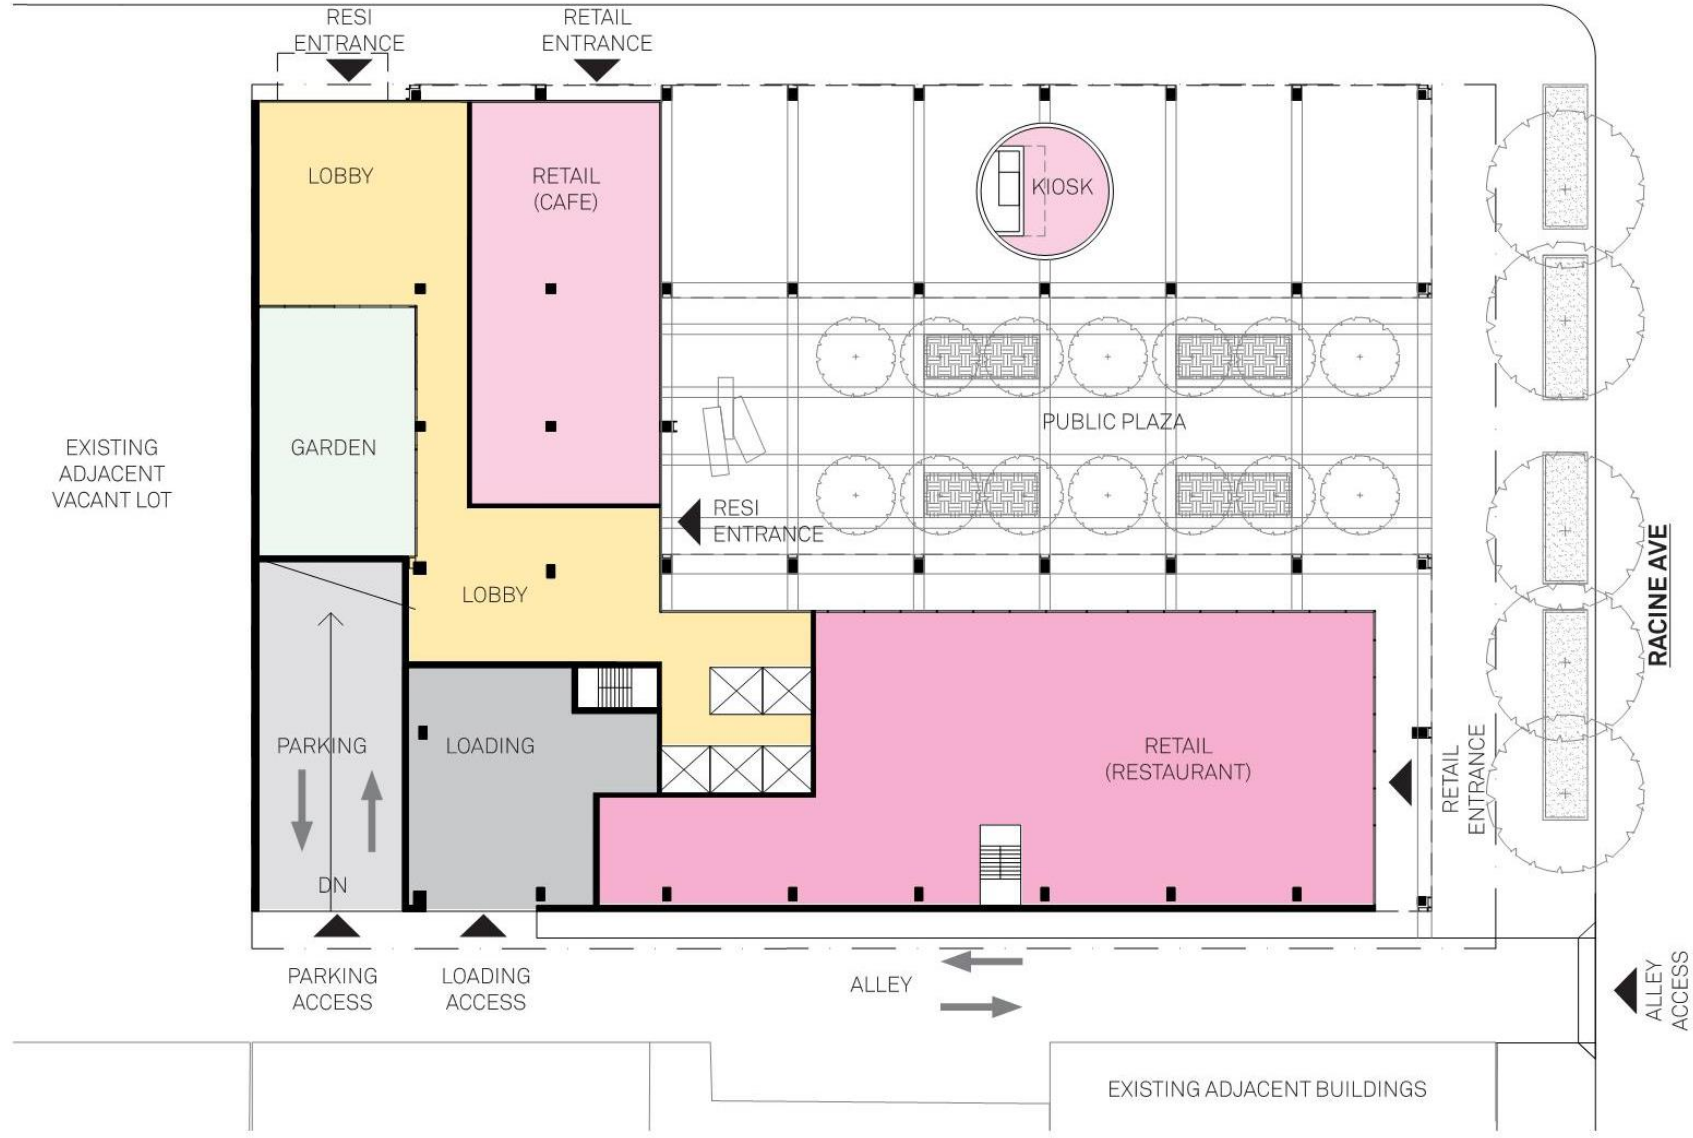 RESI
ENTRANCE
RETAIL
ENTRANCE
LOBBY
RETAIL
(CAFE)
KIOSK
GARDEN
EXISTING
ADJACENT
VACANT LOT
PUBLIC PLAZA
RESI
ENTRANCE
LOBBY
RACINE AVE
PARKING
LOADING
RETAIL
(RESTAURANT)
RETAIL
ENTRANCE
DN
PARKING
ACCESS
LOADING
ACCESS
ALLEY
ALLEY
ACCESS
EXISTING ADJACENT BUILDINGS